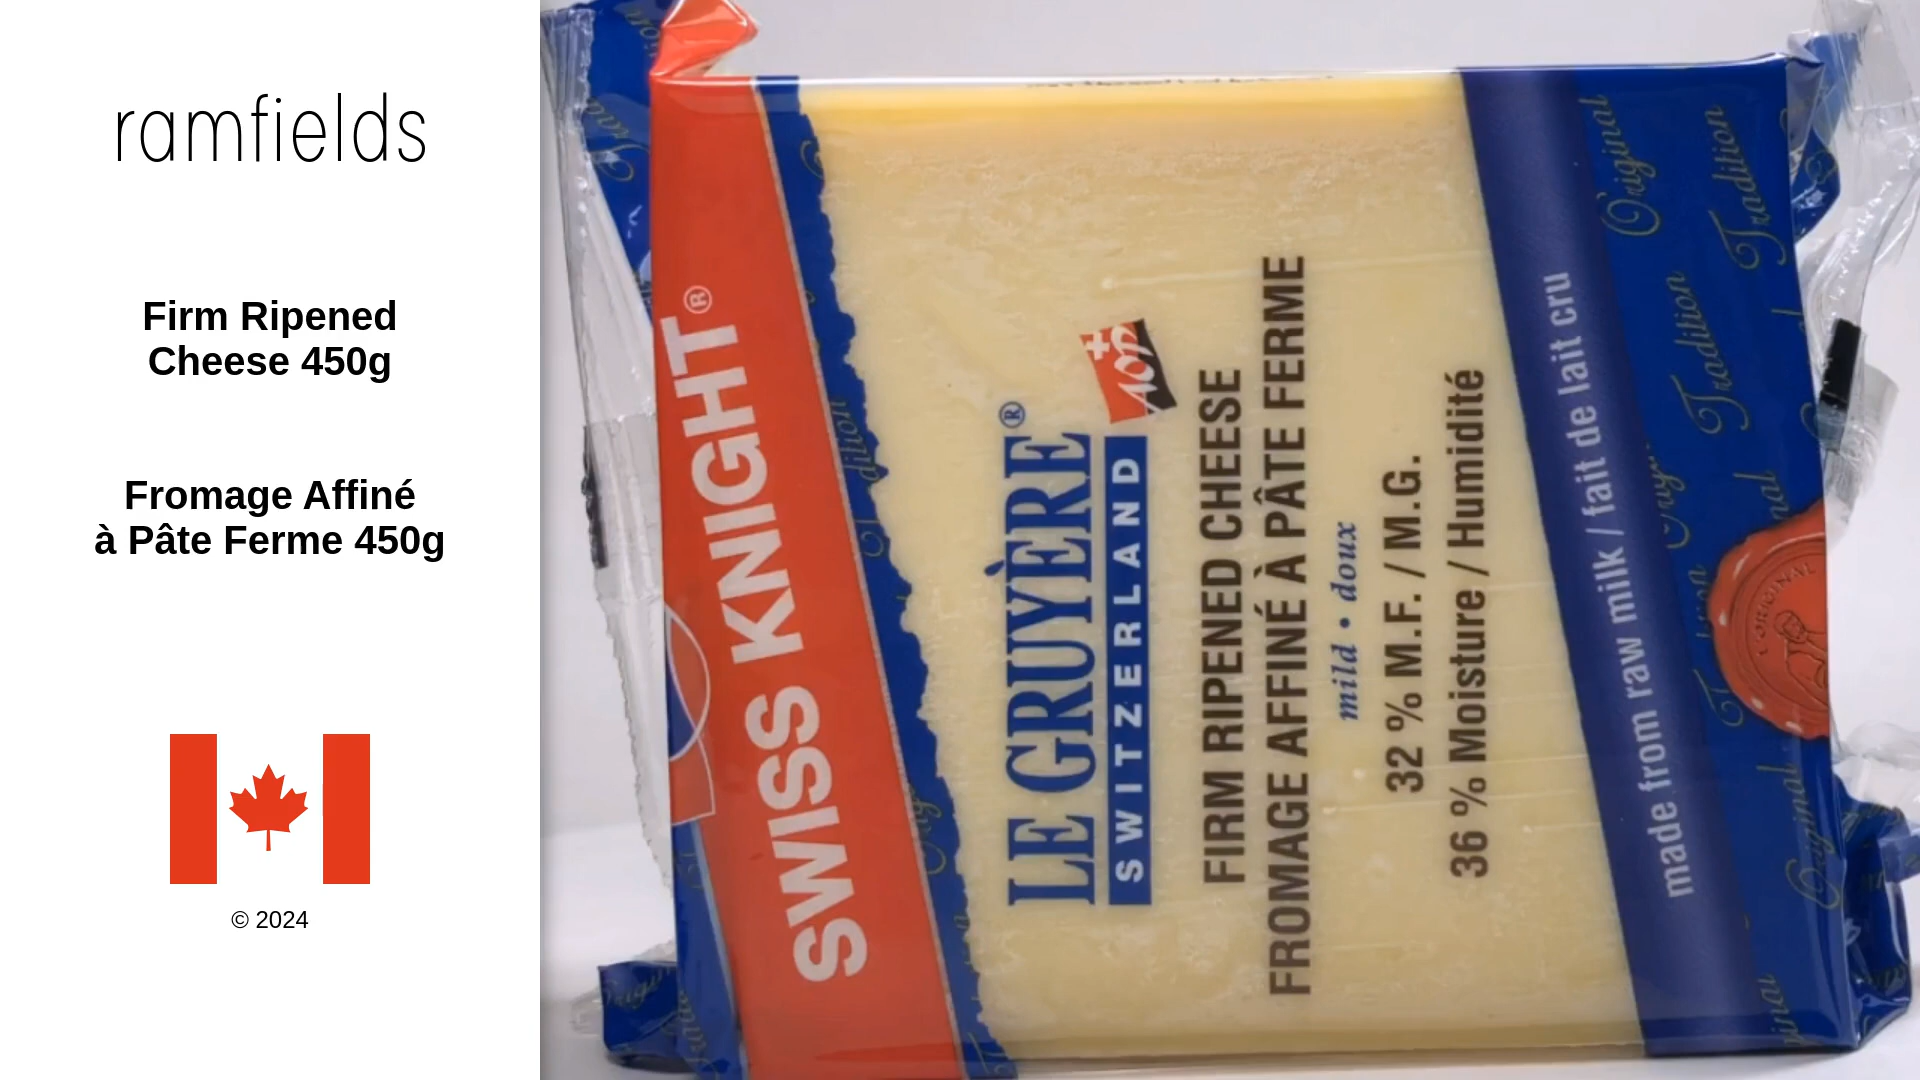 ramfields
Firm Ripened
Cheese 450g
Fromage Affiné
à Pâte Ferme 450g
© 2024
SWISS KNIGHT®
LE GRUYÈRE®
SWITZERLAND
AOP
FIRM RIPENED CHEESE
FROMAGE AFFINÉ À PÂTE FERME
mild • doux
32 % M.F. / M.G.
36 % Moisture / Humidité
made from raw milk / fait de lait cru
Original
Tradition
Tradition
Original
ORIGINAL